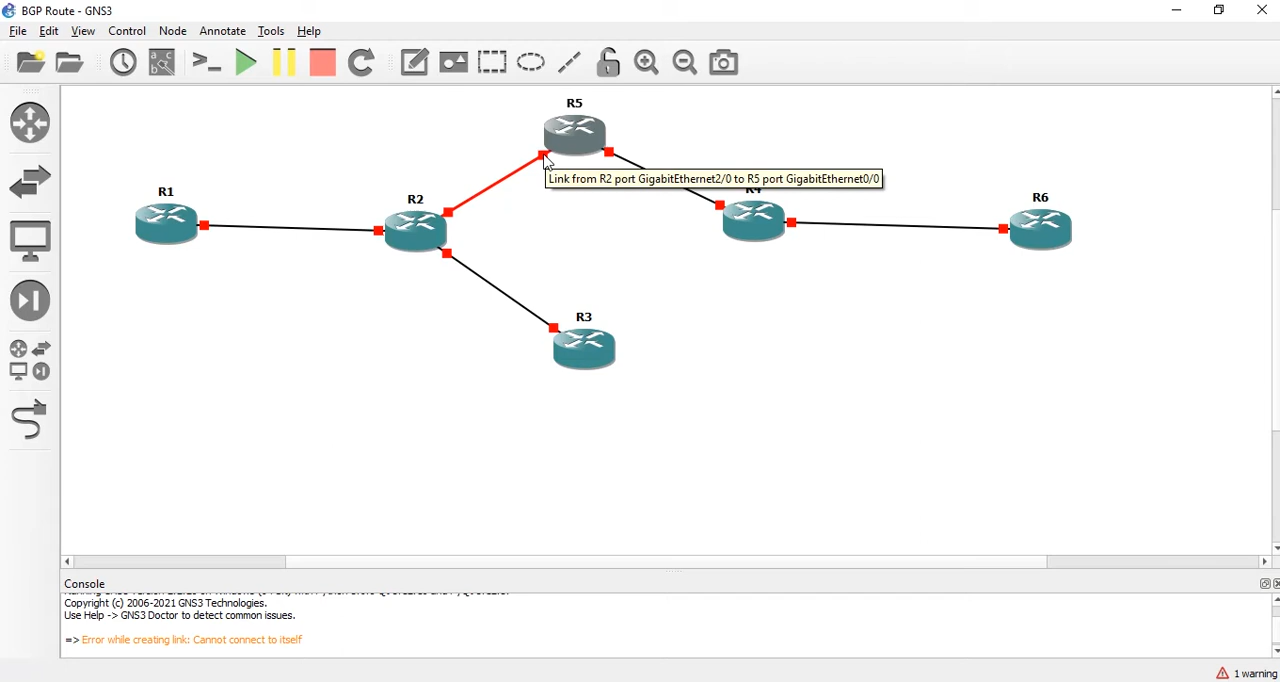 BGP Route - GNS3
File Edit View Control Node Annotate Tools Help
R5
Link from R2 port GigabitEthernet2/0 to R5 port GigabitEthernet0/0
R1
R2
R4
R6
R3
Console
Copyright (c) 2006-2021 GNS3 Technologies.
Use Help -> GNS3 Doctor to detect common issues.
=> Error while creating link: Cannot connect to itself
1 warning